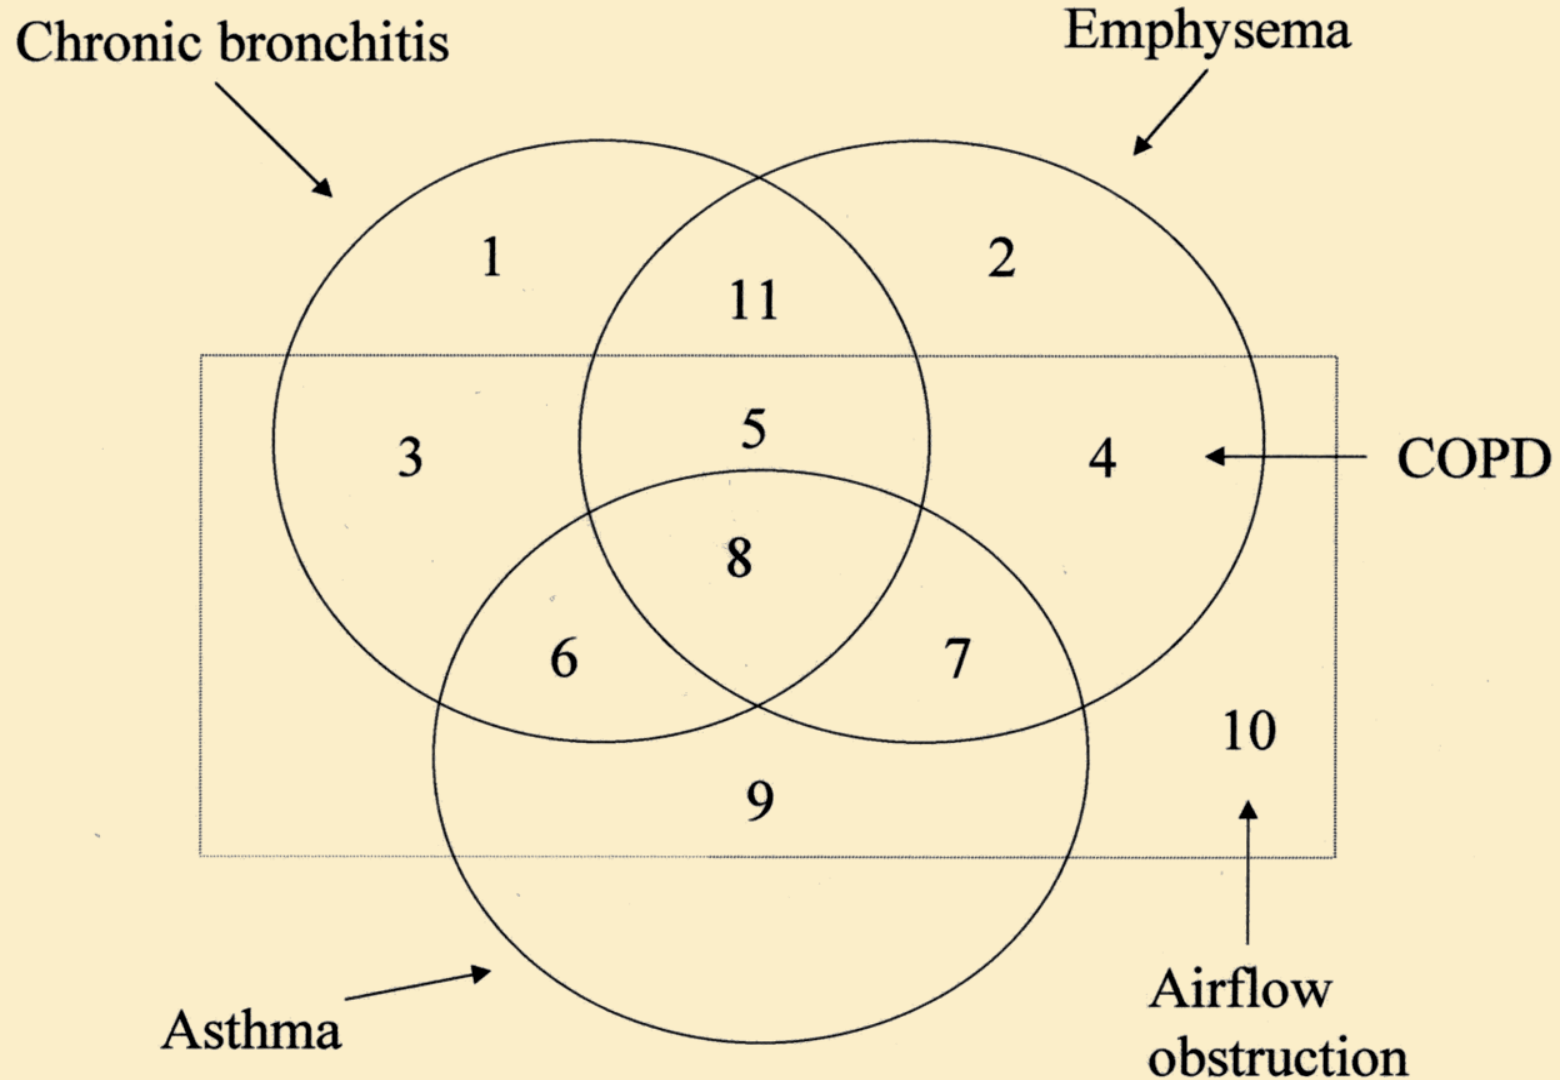 Chronic bronchitis
Emphysema
1
2
11
3
5
4
COPD
8
6
7
10
9
Airflow
obstruction
Asthma